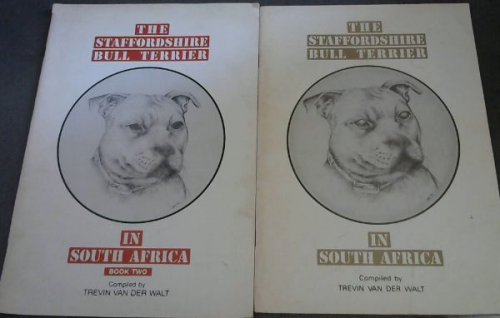 THE
STAFFORDSHIRE
BULL TERRIER
IN
SOUTH AFRICA
BOOK TWO
Compiled by
TREVIN VAN DER WALT
THE
STAFFORDSHIRE
BULL TERRIER
IN
SOUTH AFRICA
Compiled by
TREVIN VAN DER WALT